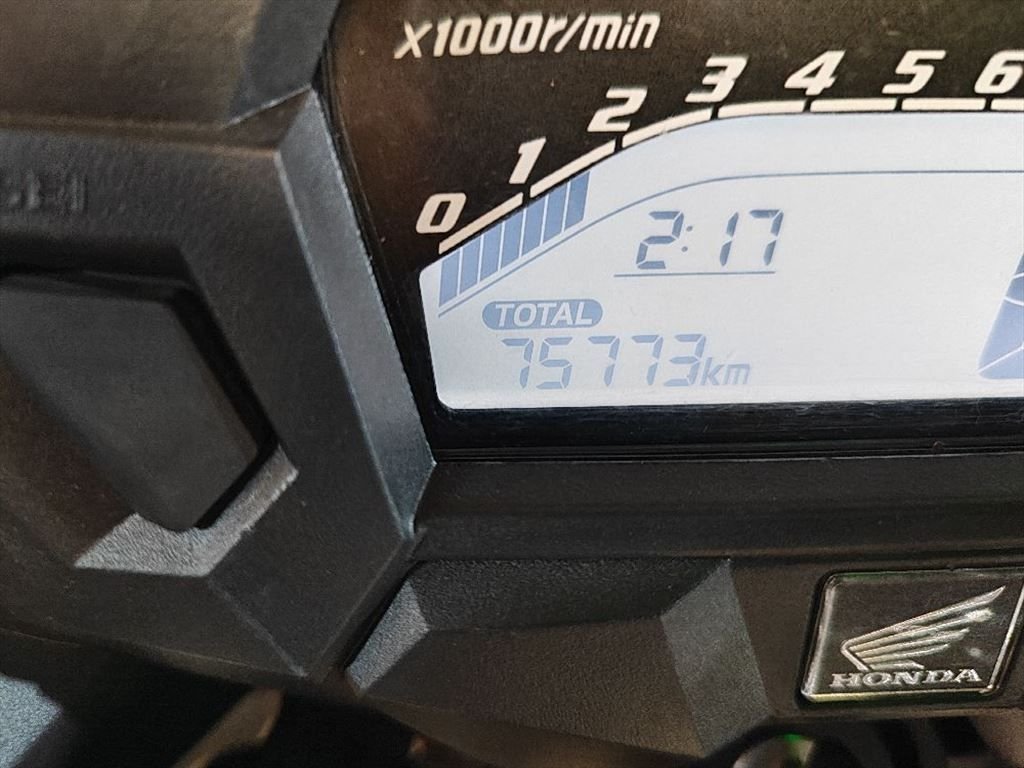 x1000r/min
0 1 2 3 4 5 6
2:17
TOTAL
75773km
HONDA